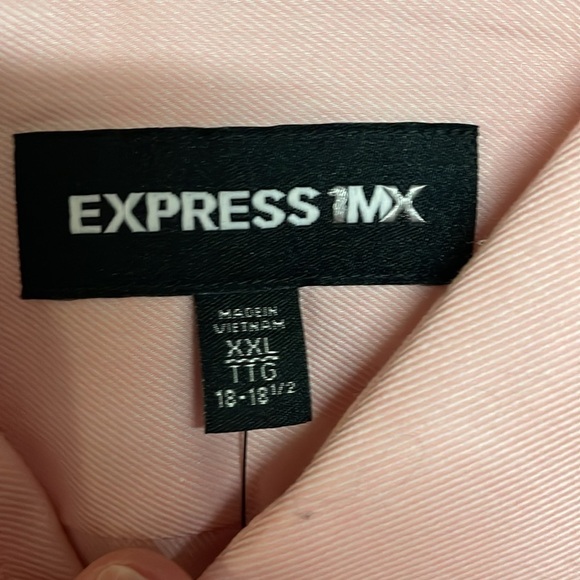 EXPRESS 1MX
MADE IN
VIETNAM
XXL
TTG
18-18 1/2